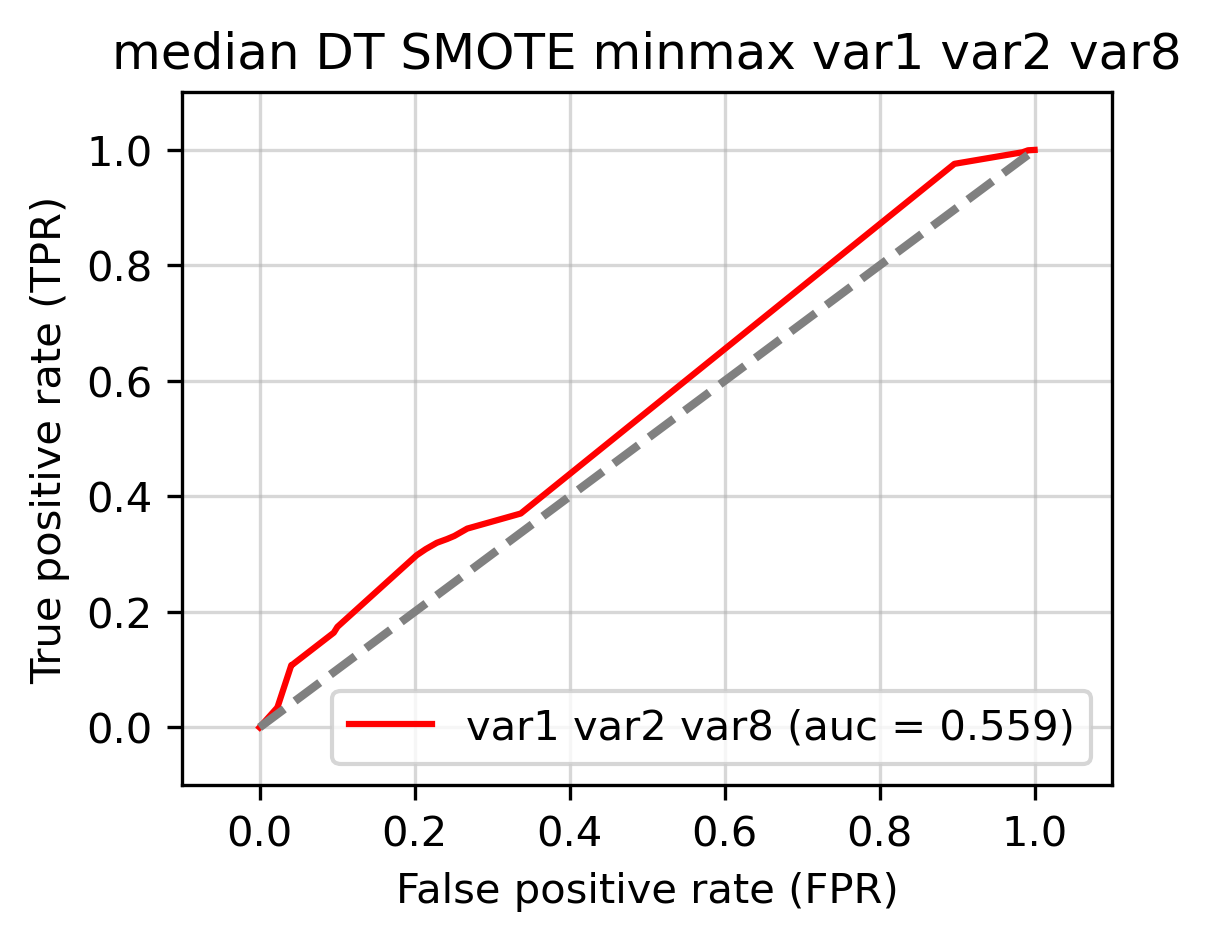 median DT SMOTE minmax var1 var2 var8
True positive rate (TPR)
1.0
0.8
0.6
0.4
0.2
0.0
var1 var2 var8 (auc = 0.559)
0.0 0.2 0.4 0.6 0.8 1.0
False positive rate (FPR)